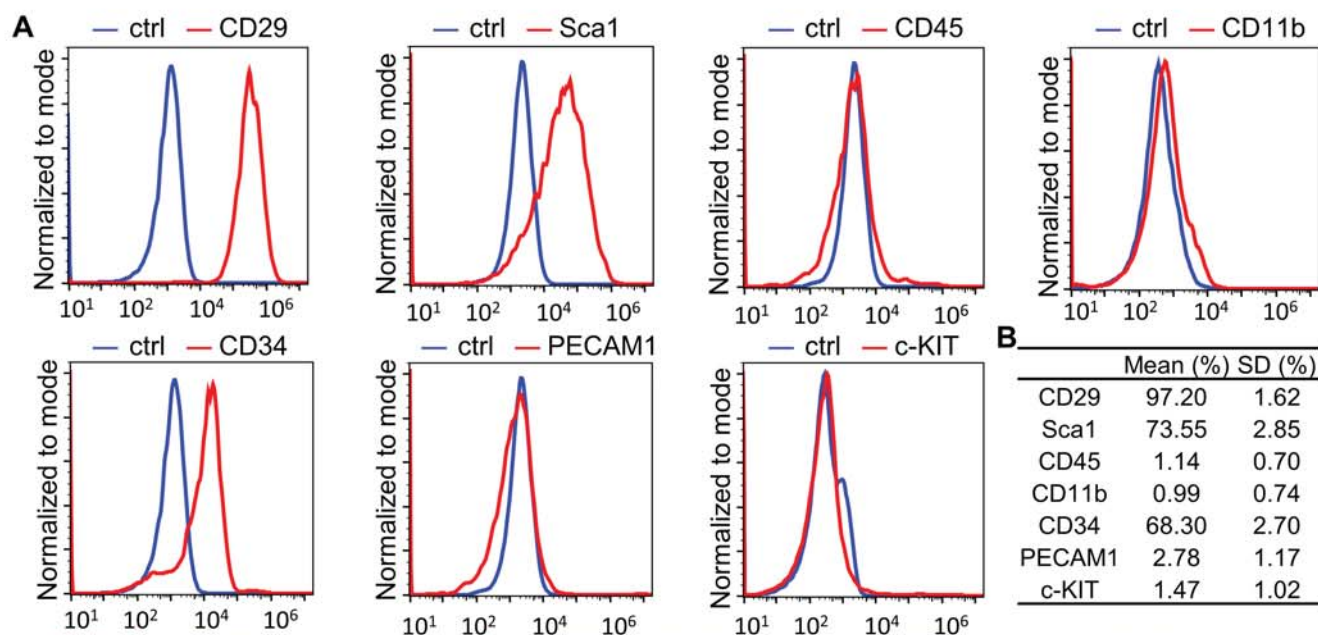 A
ctrl CD29
ctrl Sca1
ctrl CD45
ctrl CD11b
Normalized to mode
Normalized to mode
Normalized to mode
Normalized to mode
10¹ 10² 10⁴ 10⁶
10¹ 10² 10⁴ 10⁶
10¹ 10² 10⁴ 10⁶
10¹ 10² 10⁴ 10⁶
ctrl CD34
ctrl PECAM1
ctrl c-KIT
Normalized to mode
Normalized to mode
Normalized to mode
10¹ 10² 10⁴ 10⁶
10¹ 10² 10⁴ 10⁶
10¹ 10² 10⁴ 10⁶
B
Mean (%) SD (%)
CD29 97.20 1.62
Sca1 73.55 2.85
CD45 1.14 0.70
CD11b 0.99 0.74
CD34 68.30 2.70
PECAM1 2.78 1.17
c-KIT 1.47 1.02